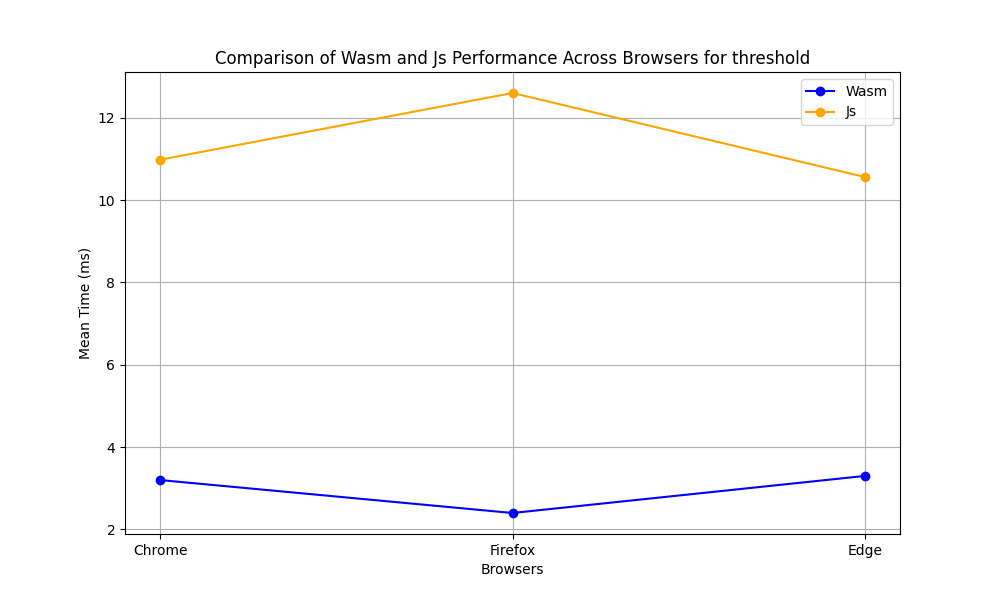 Comparison of Wasm and Js Performance Across Browsers for threshold
Wasm
Js
12
10
8
6
4
2
Mean Time (ms)
Chrome
Firefox
Edge
Browsers